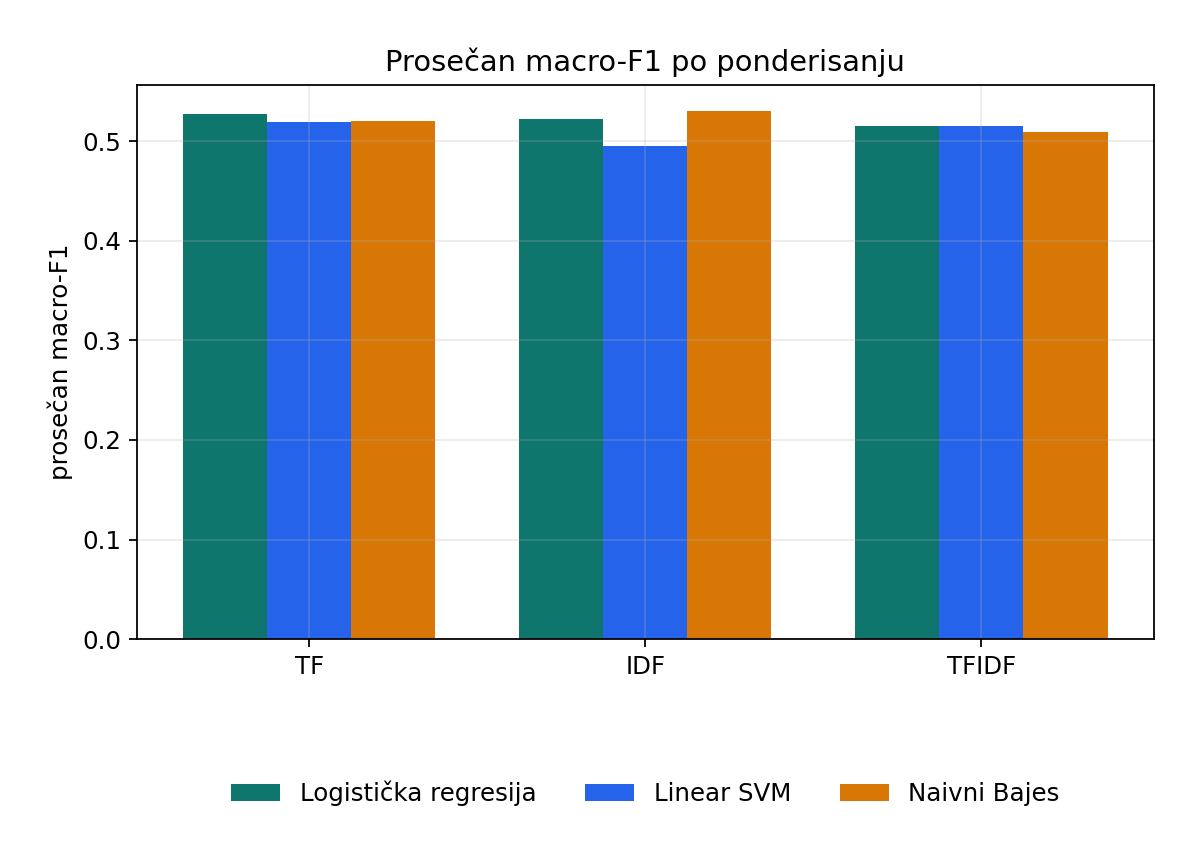 Prosečan macro-F1 po ponderisanju
prosečan macro-F1
0.5
0.4
0.3
0.2
0.1
0.0
TF IDF TFIDF
Logistička regresija Linear SVM Naivni Bajes